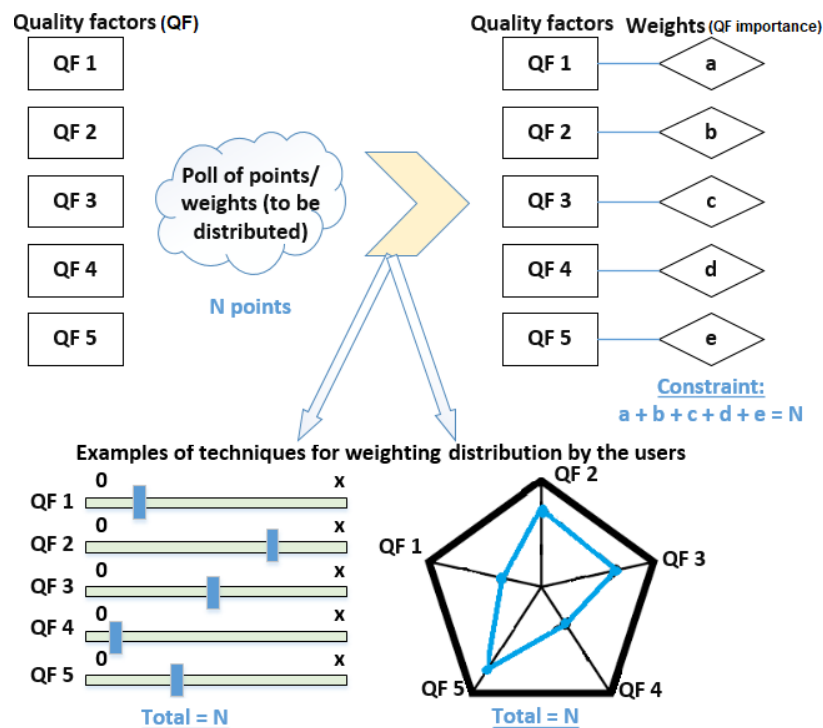 Quality factors (QF)
QF 1
QF 2
QF 3
QF 4
QF 5
Poll of points/
weights (to be
distributed)
N points
Quality factors Weights (QF importance)
QF 1 a
QF 2 b
QF 3 c
QF 4 d
QF 5 e
Constraint:
a + b + c + d + e = N
Examples of techniques for weighting distribution by the users
0 x
QF 1
0 x
QF 2
0 x
QF 3
0 x
QF 4
0 x
QF 5
Total = N
QF 2
QF 1
QF 3
QF 5
QF 4
Total = N